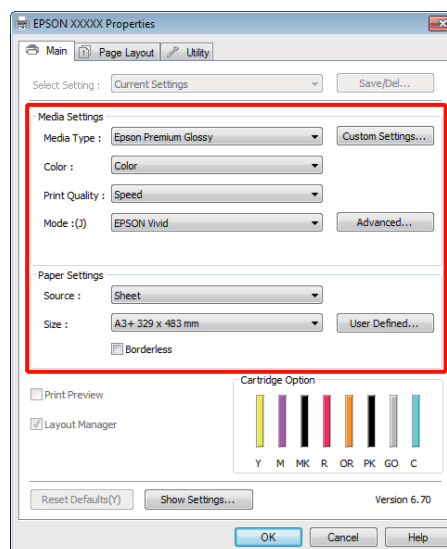 EPSON XXXXX Properties
Main Page Layout Utility
Select Setting : Current Settings Save/Del...
Media Settings
Media Type : Epson Premium Glossy Custom Settings...
Color : Color
Print Quality : Speed
Mode :(J) EPSON Vivid Advanced...
Paper Settings
Source : Sheet
Size : A3+ 329 x 483 mm User Defined...
Borderless
Print Preview
Layout Manager
Cartridge Option
Y M MK R OR PK GO C
Reset Defaults(Y) Show Settings... Version 6.70
OK Cancel Help